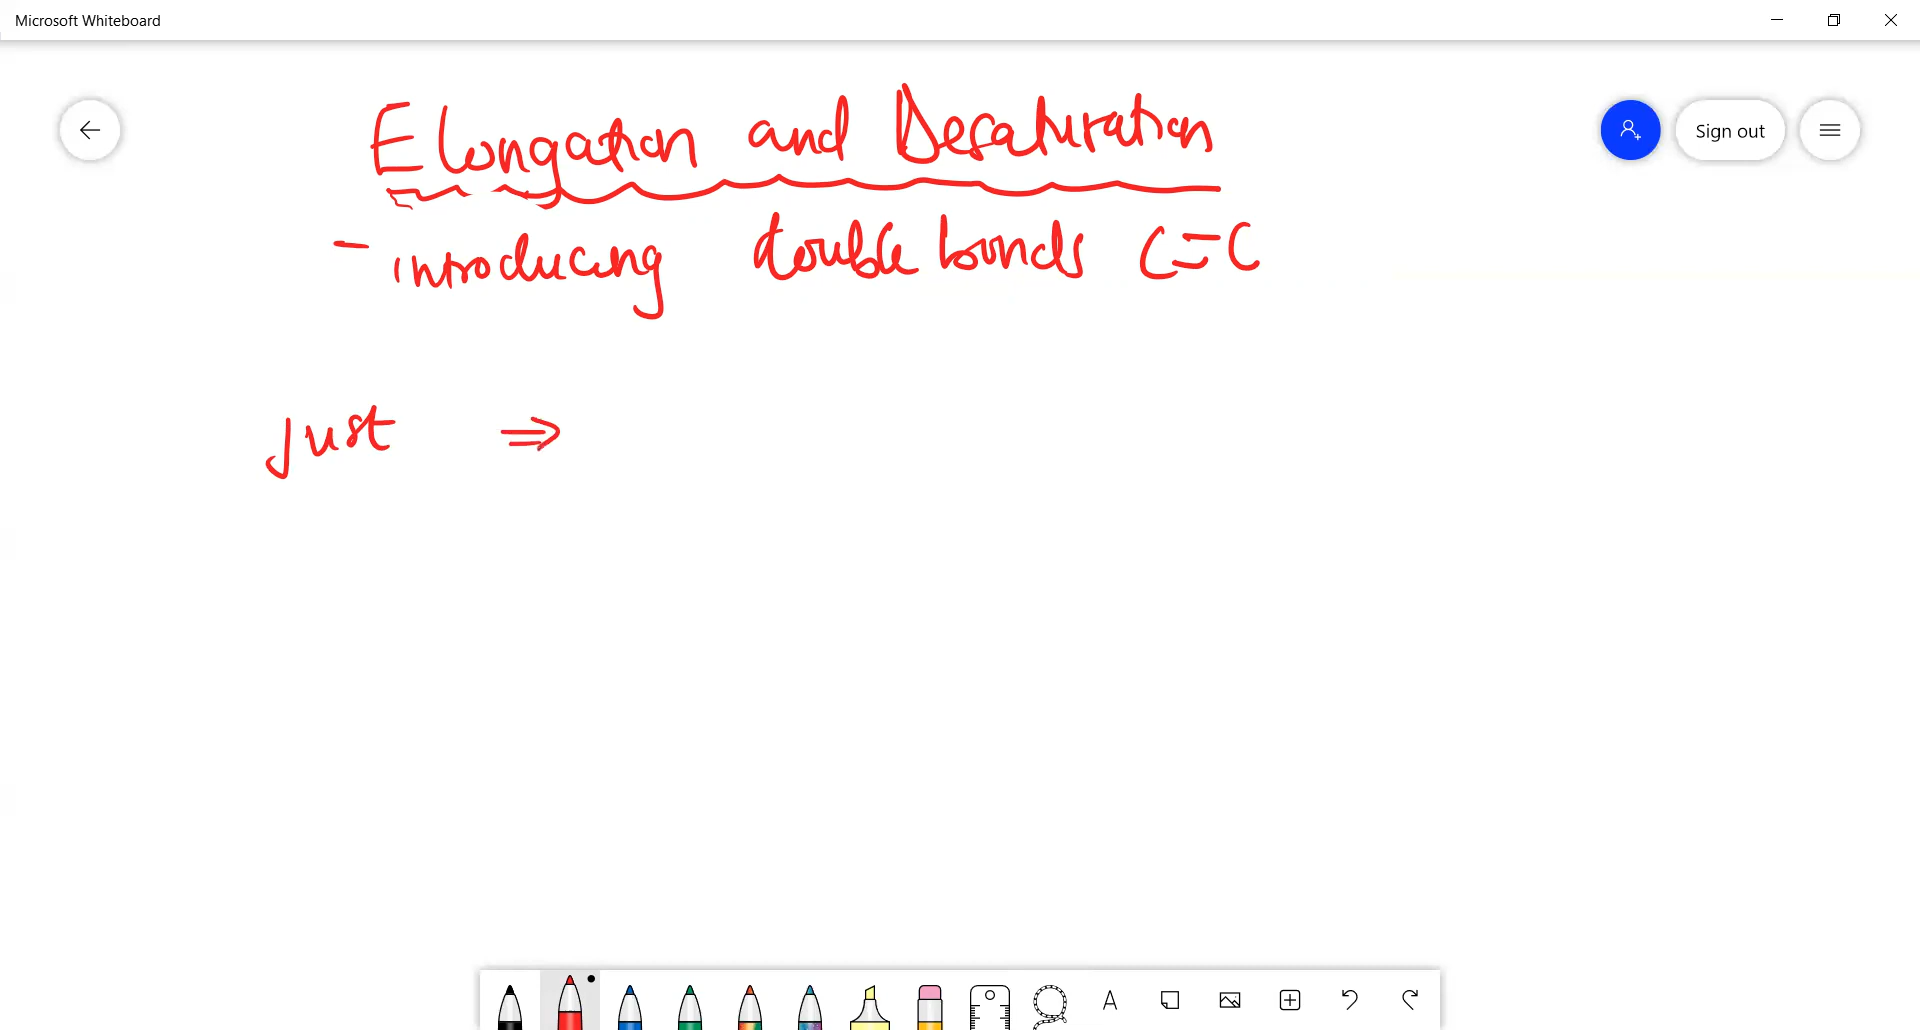 Microsoft Whiteboard
Sign out
Elongation and Desaturation
- introducing double bonds C=C
Just ⇒